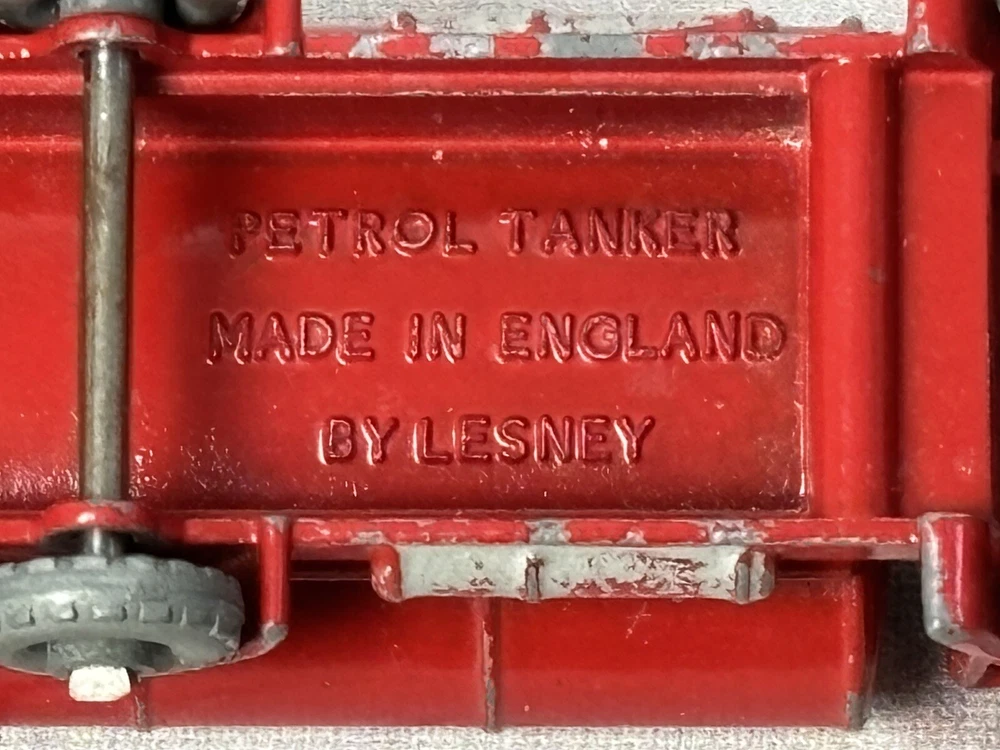 PETROL TANKER
MADE IN ENGLAND
BY LESNEY